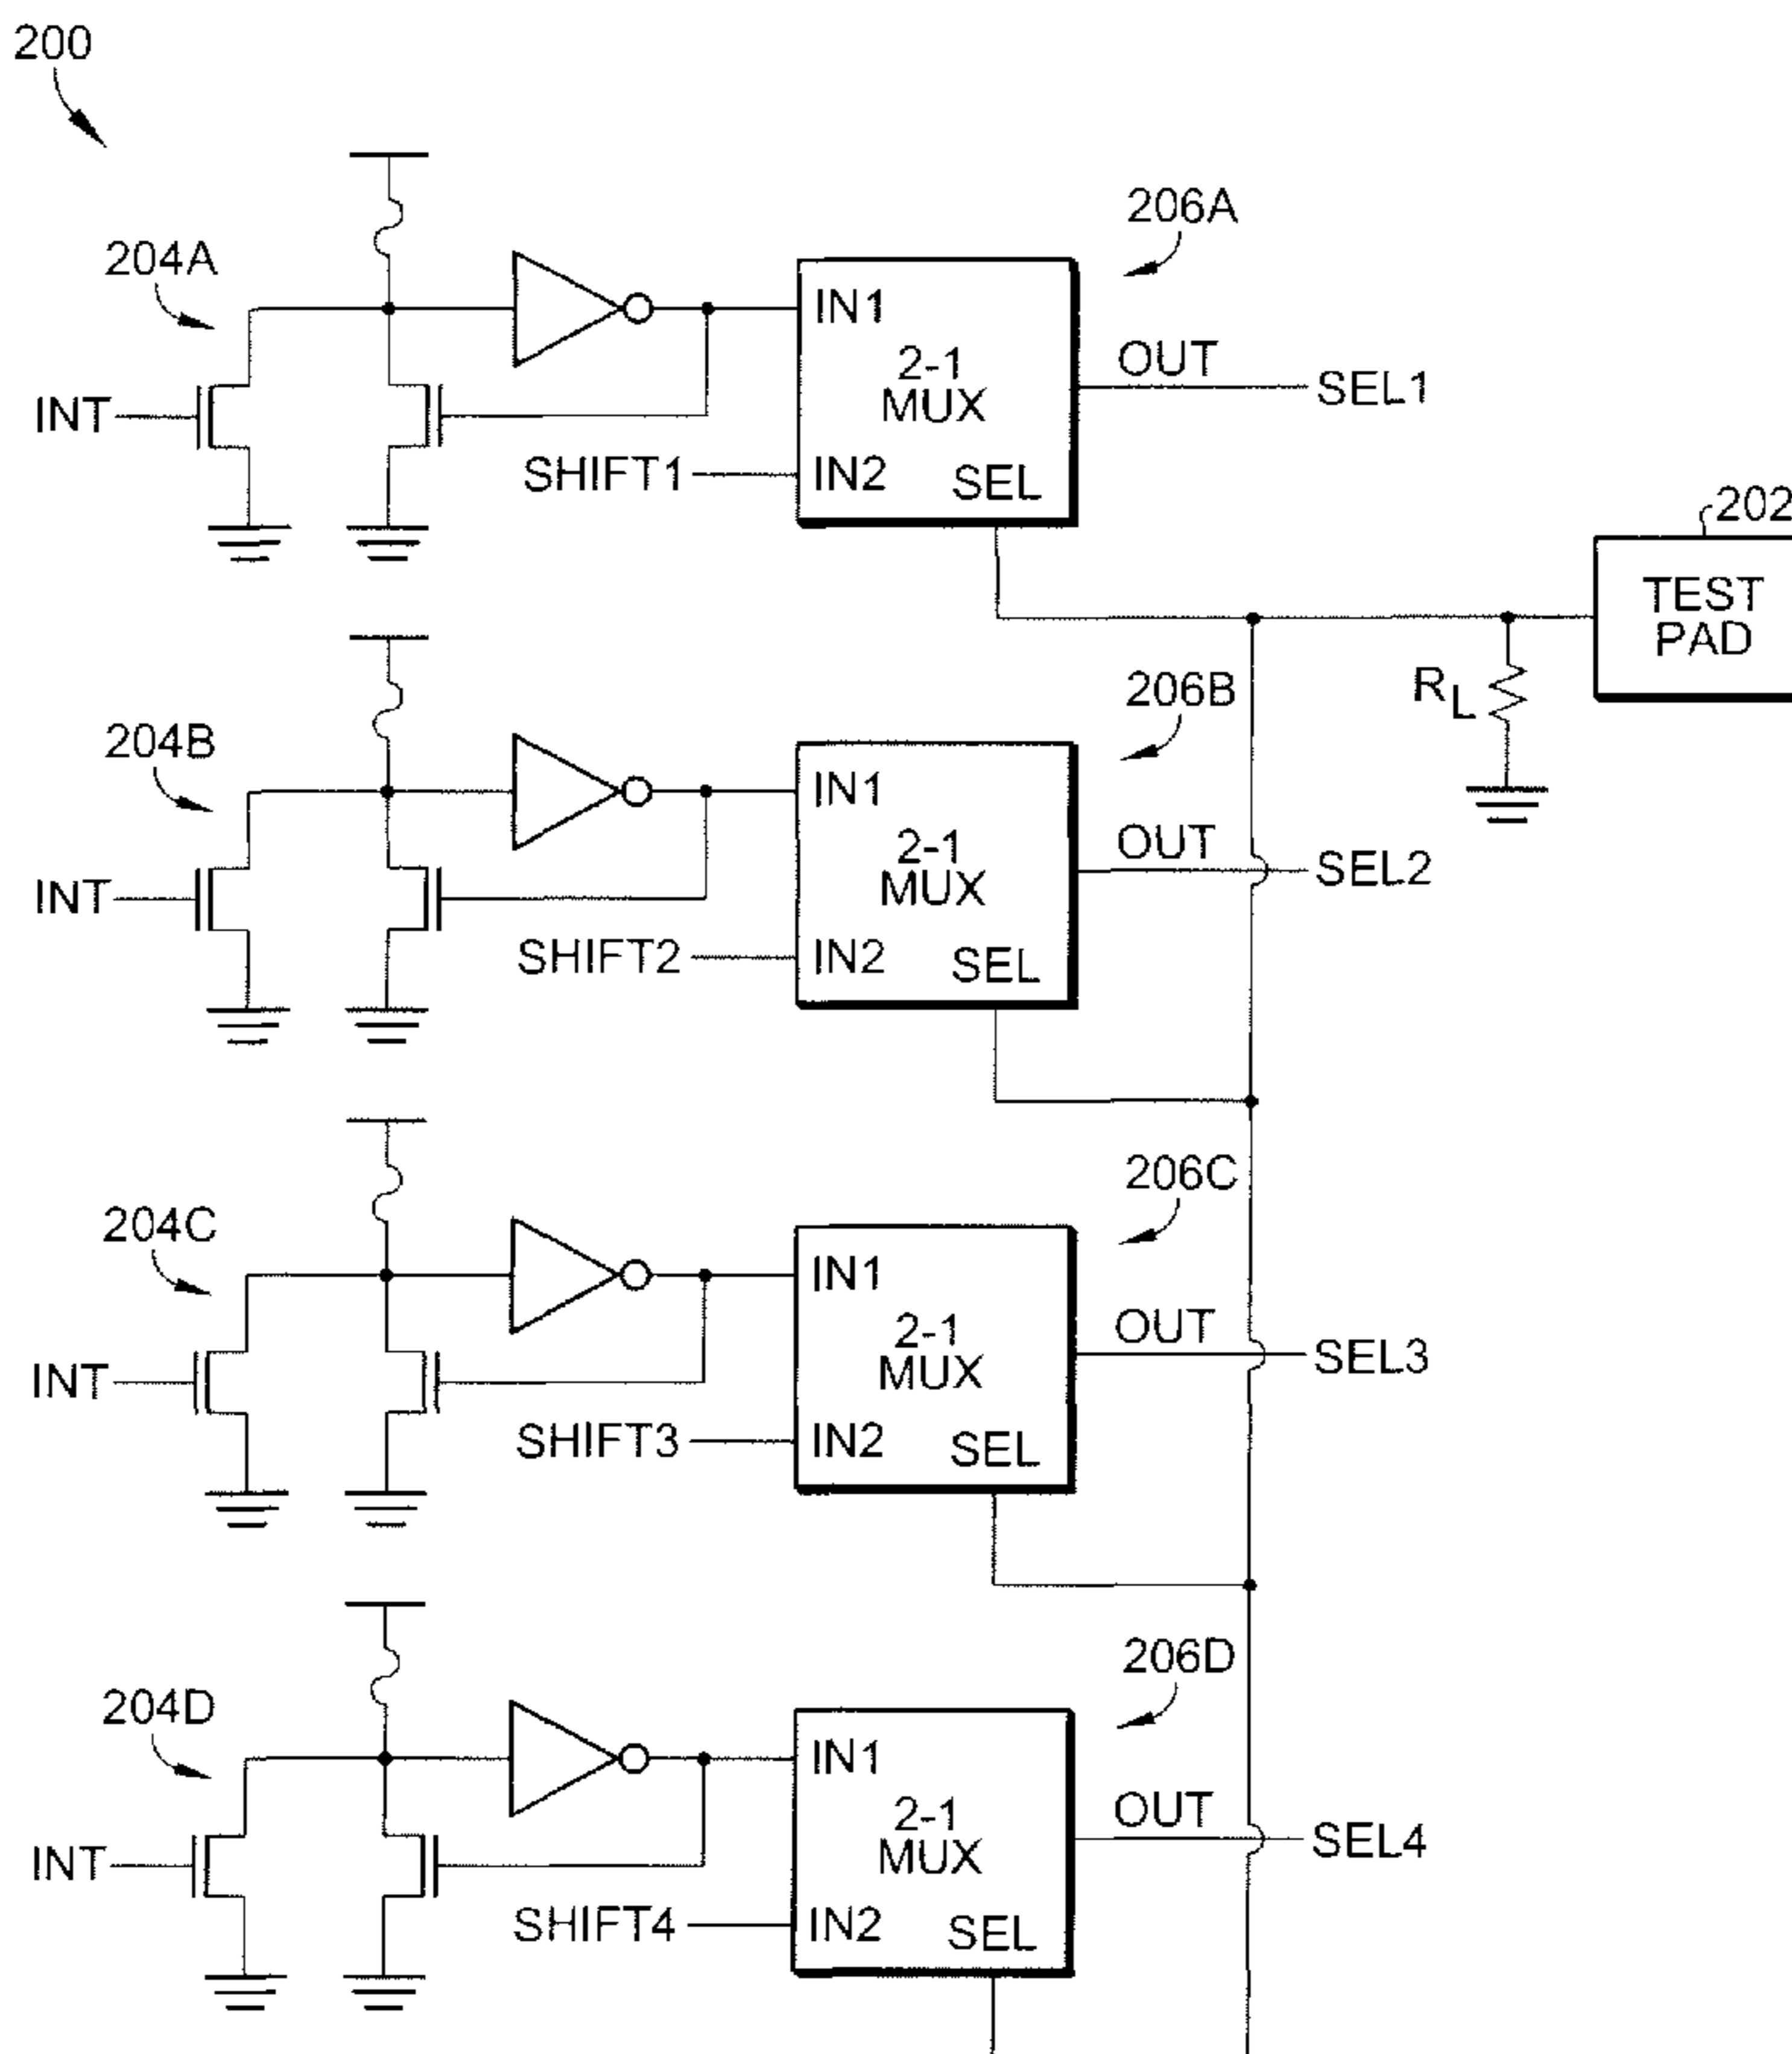 200
204A
206A
IN1
2-1
MUX
OUT
SEL1
INT
SHIFT1
IN2
SEL
202
TEST
PAD
RL
204B
206B
IN1
2-1
MUX
OUT
SEL2
INT
SHIFT2
IN2
SEL
204C
206C
IN1
2-1
MUX
OUT
SEL3
INT
SHIFT3
IN2
SEL
204D
206D
IN1
2-1
MUX
OUT
SEL4
INT
SHIFT4
IN2
SEL